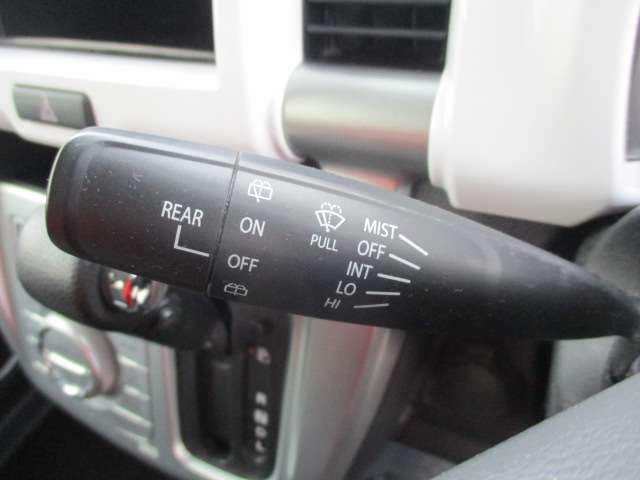 REAR
ON
OFF
PULL
MIST
OFF
INT
LO
HI